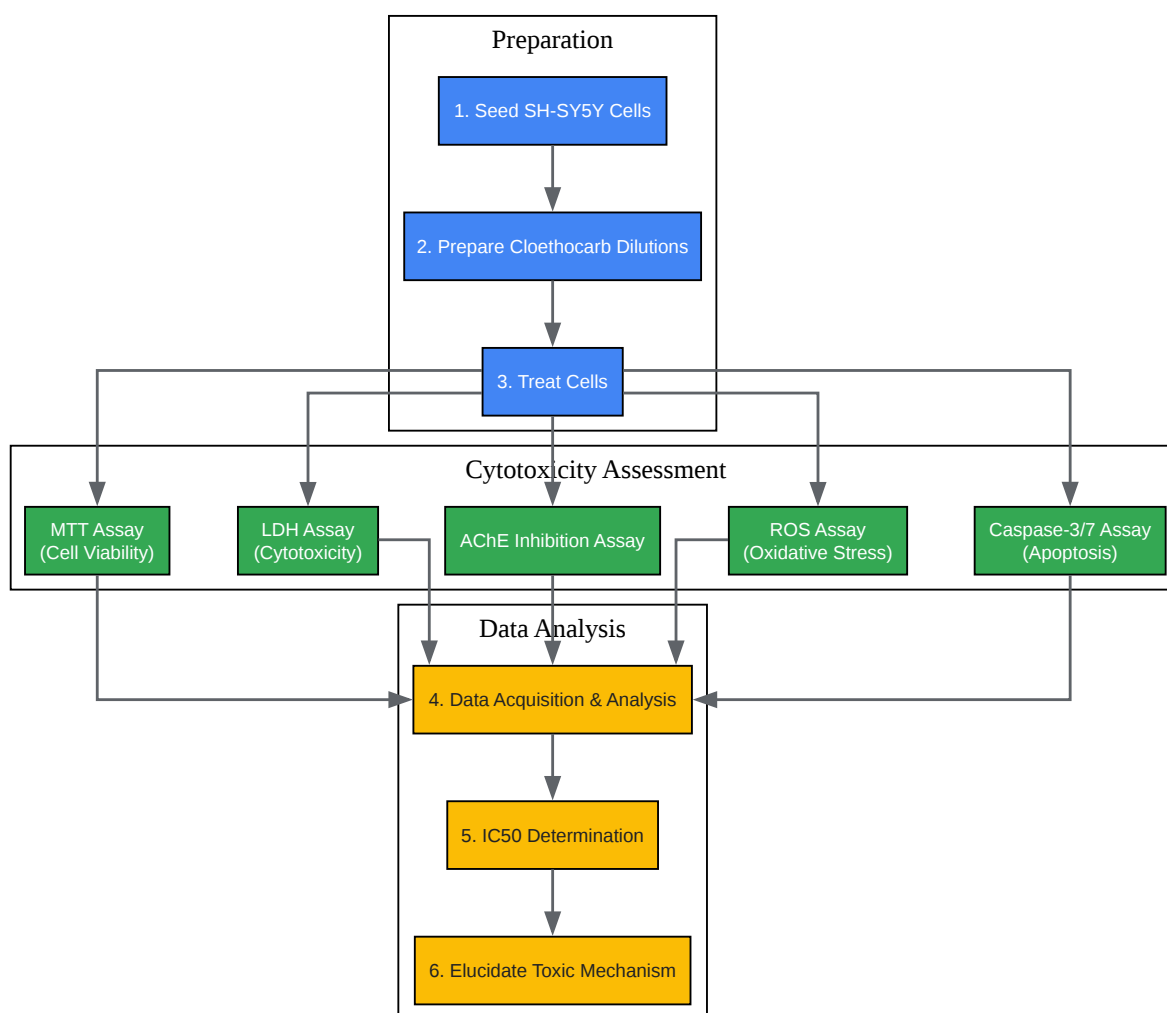 Preparation
1. Seed SH-SY5Y Cells
2. Prepare Cloethocarb Dilutions
3. Treat Cells
Cytotoxicity Assessment
MTT Assay
(Cell Viability)
LDH Assay
(Cytotoxicity)
AChE Inhibition Assay
ROS Assay
(Oxidative Stress)
Caspase-3/7 Assay
(Apoptosis)
Data Analysis
4. Data Acquisition & Analysis
5. IC50 Determination
6. Elucidate Toxic Mechanism